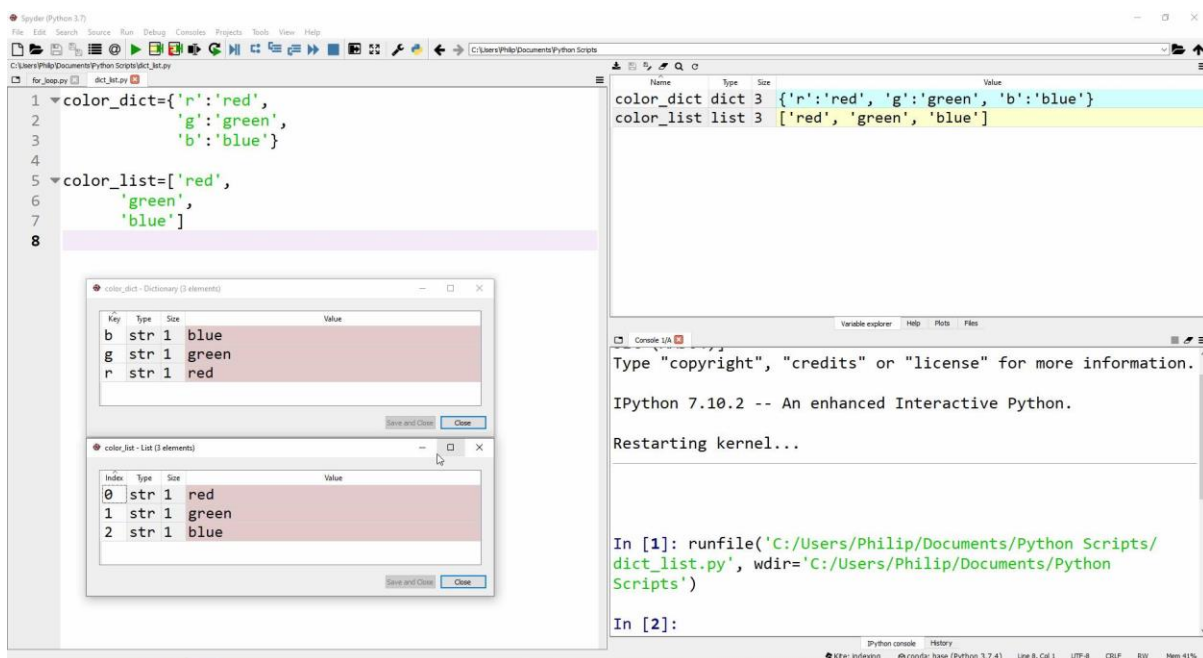 Spyder (Python 3.7)
File Edit Search Source Run Debug Consoles Projects Tools View Help
C:\Users\Philip\Documents\Python Scripts
C:\Users\Philip\Documents\Python Scripts\dict_list.py
for_loop.py dict_list.py
1 color_dict={'r':'red',
2 'g':'green',
3 'b':'blue'}
4
5 color_list=['red',
6 'green',
7 'blue']
8
color_dict - Dictionary (3 elements)
Key Type Size Value
b str 1 blue
g str 1 green
r str 1 red
Save and Close Close
color_list - List (3 elements)
Index Type Size Value
0 str 1 red
1 str 1 green
2 str 1 blue
Save and Close Close
Name Type Size Value
color_dict dict 3 {'r':'red', 'g':'green', 'b':'blue'}
color_list list 3 ['red', 'green', 'blue']
Variable explorer Help Plots Files
Console 1/A
Type "copyright", "credits" or "license" for more information.
IPython 7.10.2 -- An enhanced Interactive Python.
Restarting kernel...
In [1]: runfile('C:/Users/Philip/Documents/Python Scripts/
dict_list.py', wdir='C:/Users/Philip/Documents/Python
Scripts')
In [2]:
IPython console History
Kite: indexing conda: base (Python 3.7.4) Line 8, Col 1 UTF-8 CRLF RW Mem 41%